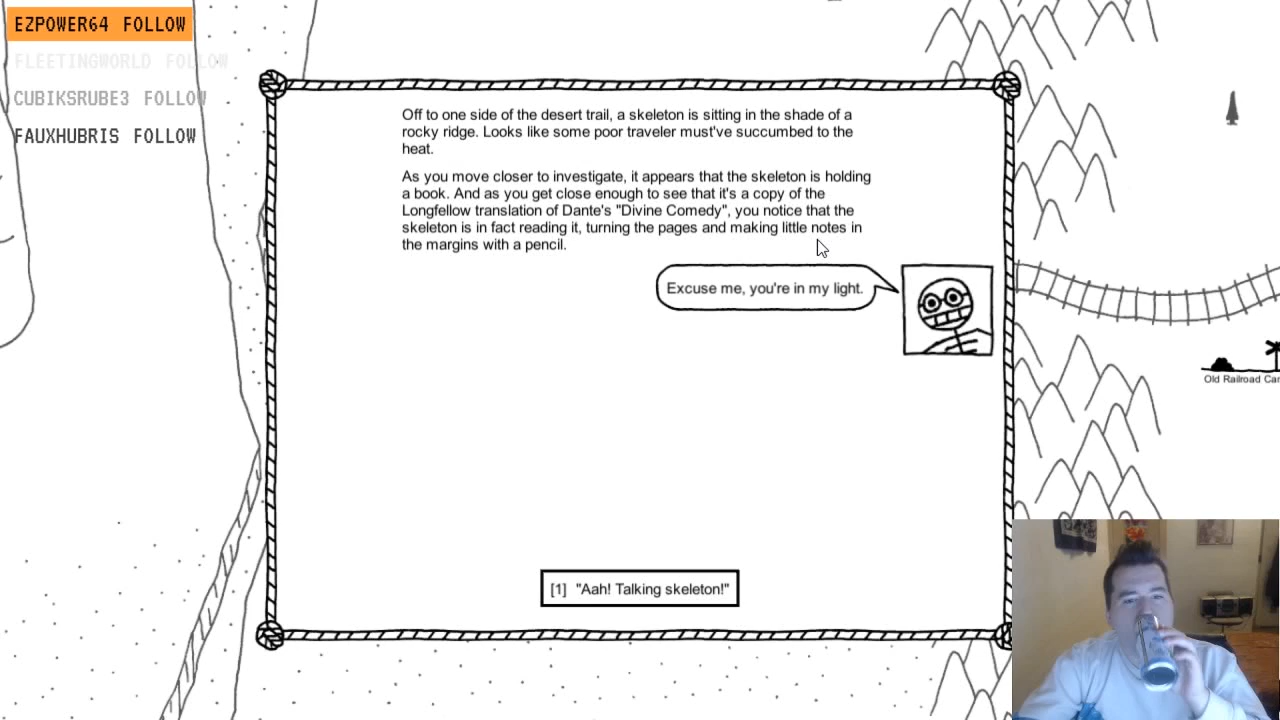 EZPOWER64 FOLLOW
FLEETINGWORLD FOLLOW
CUBIKSRUBE3 FOLLOW
FAUXHUBRIS FOLLOW
Off to one side of the desert trail, a skeleton is sitting in the shade of a
rocky ridge. Looks like some poor traveler must've succumbed to the
heat.
As you move closer to investigate, it appears that the skeleton is holding
a book. And as you get close enough to see that it's a copy of the
Longfellow translation of Dante's "Divine Comedy", you notice that the
skeleton is in fact reading it, turning the pages and making little notes in
the margins with a pencil.
Excuse me, you're in my light.
Old Railroad
[1] "Aah! Talking skeleton!"